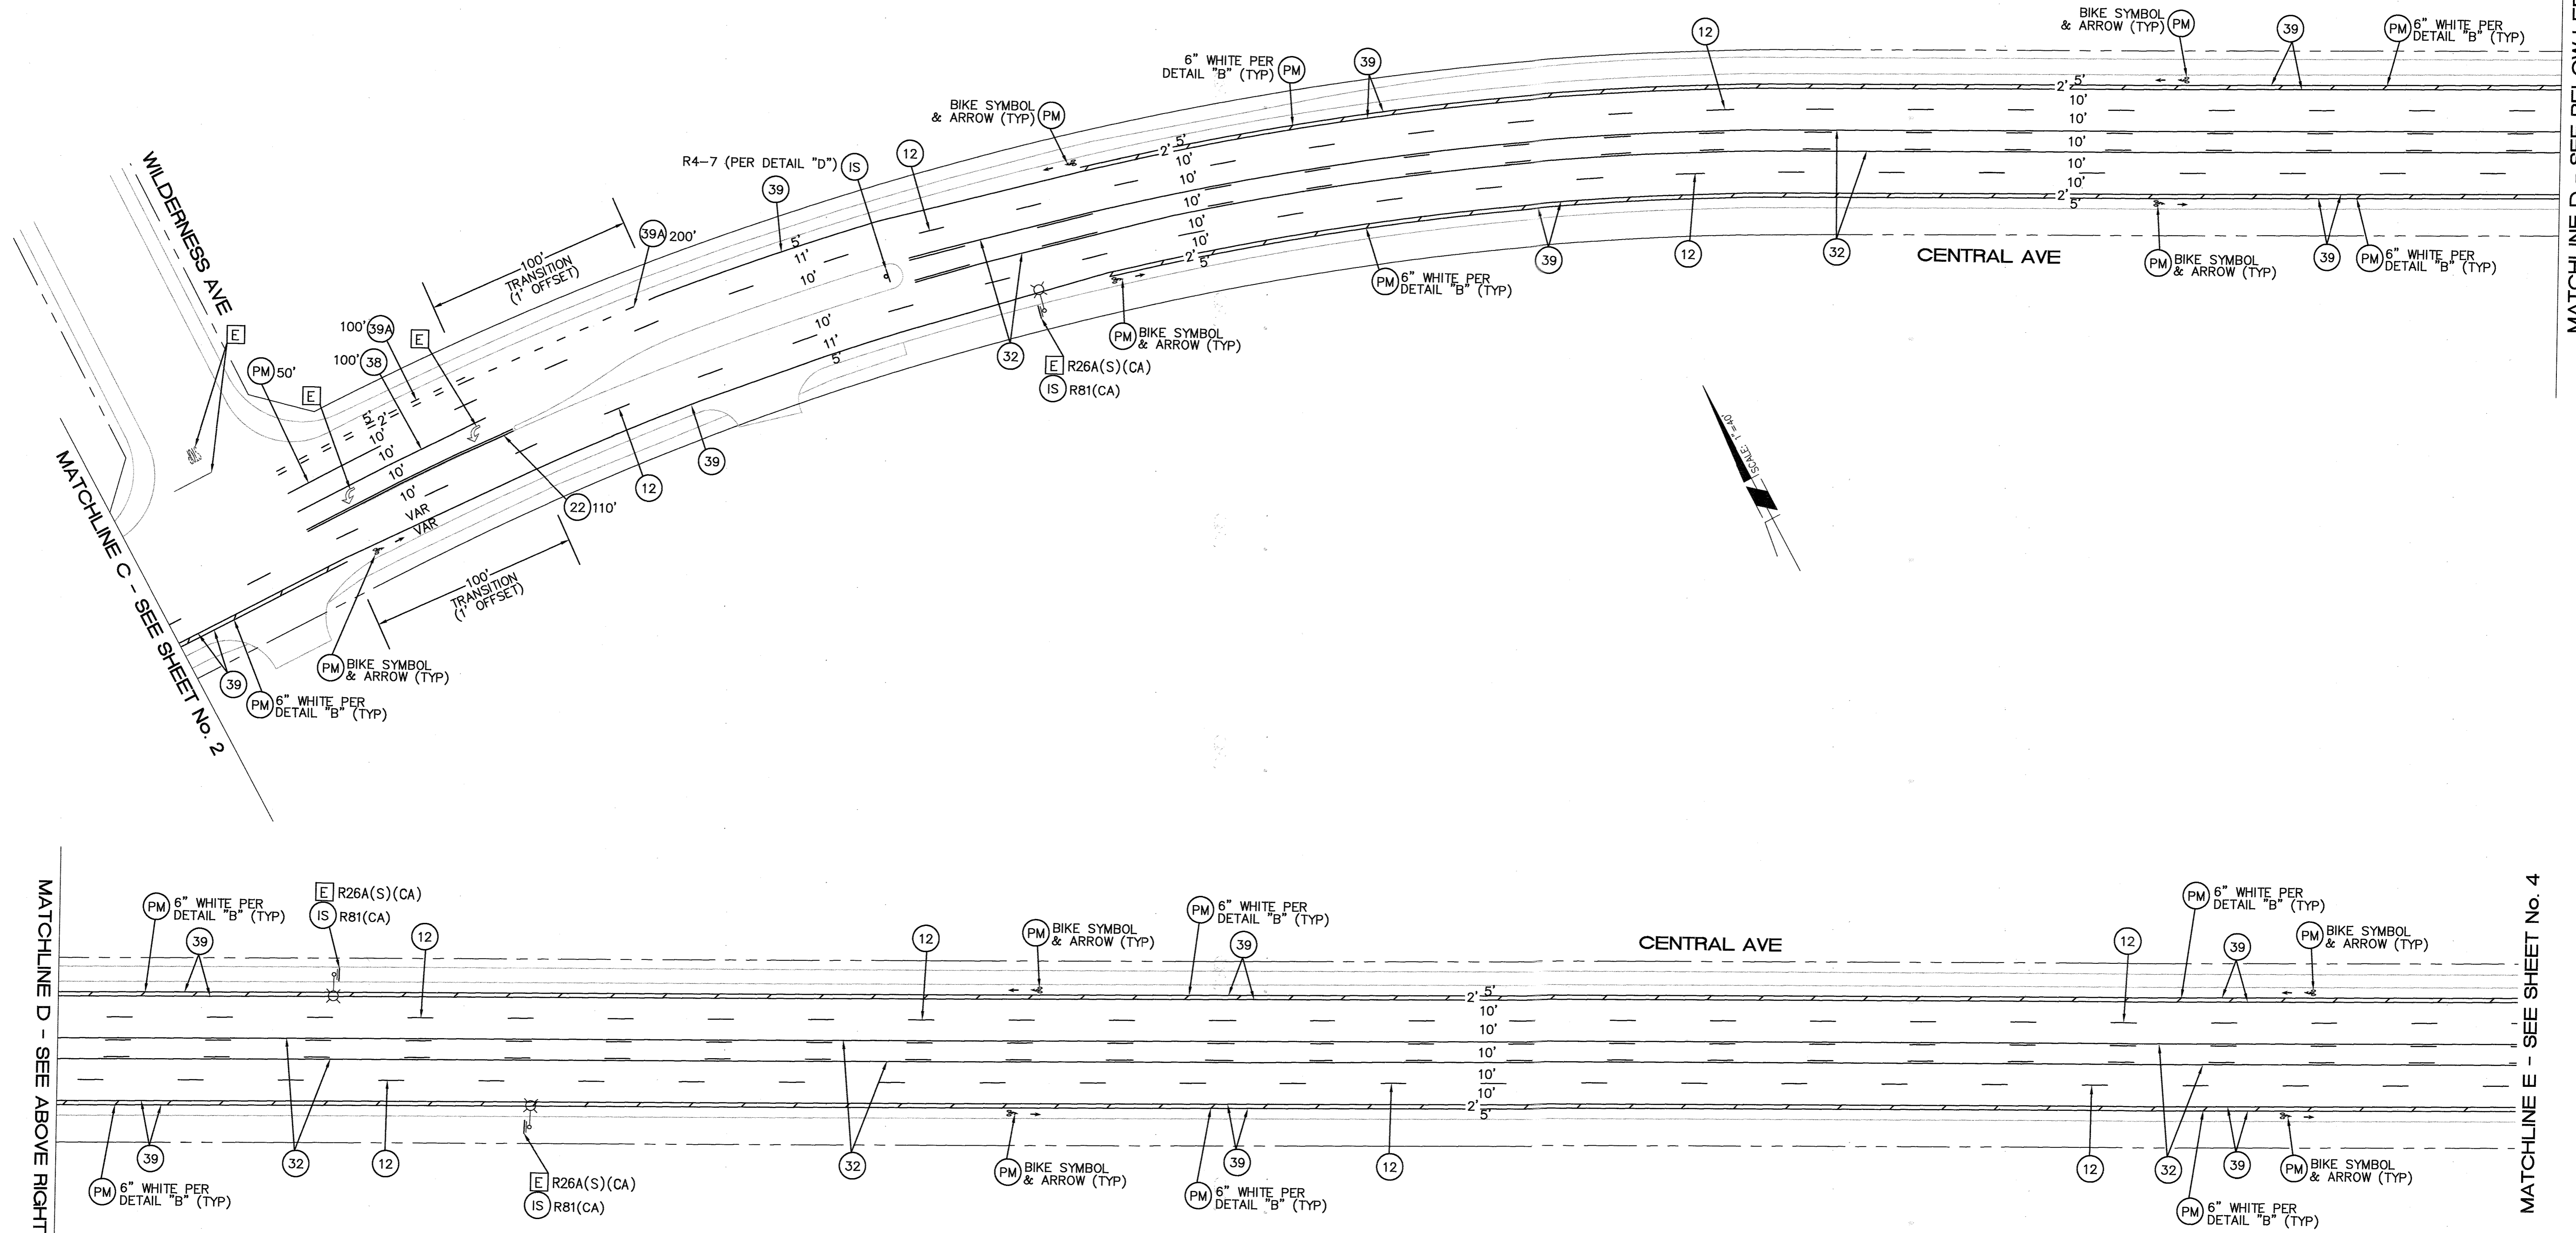 BIKE SYMBOL
& ARROW (TYP) PM
39
PM 6" WHITE PER
DETAIL "B" (TYP)
12
6" WHITE PER
DETAIL "B" (TYP) PM
39
BIKE SYMBOL
& ARROW (TYP) PM
R4-7 (PER DETAIL "D") IS
12
39
39A 200'
WILDERNESS AVE
100'
TRANSITION
(1' OFFSET)
E
100' 39A
E
100' 38
PM 50'
E
5'
11'
10'
10'
11'
5'
2' 5'
10'
10'
10'
10'
10'
2' 5'
2' 5'
10'
10'
10'
10'
10'
2' 5'
5' 2'
10'
10'
10'
10'
VAR
VAR
32
PM BIKE SYMBOL
& ARROW (TYP)
E R26A(S)(CA)
IS R81(CA)
PM 6" WHITE PER
DETAIL "B" (TYP)
39
12
32
CENTRAL AVE
PM BIKE SYMBOL
& ARROW (TYP)
39
PM 6" WHITE PER
DETAIL "B" (TYP)
SCALE: 1"=40'
39
12
22 110'
100'
TRANSITION
(1' OFFSET)
PM BIKE SYMBOL
& ARROW (TYP)
39
PM 6" WHITE PER
DETAIL "B" (TYP)
MATCHLINE C - SEE SHEET No. 2
MATCHLINE D - SEE ABOVE RIGHT
PM 6" WHITE PER
DETAIL "B" (TYP)
39
E R26A(S)(CA)
IS R81(CA)
12
12
PM BIKE SYMBOL
& ARROW (TYP)
PM 6" WHITE PER
DETAIL "B" (TYP)
39
CENTRAL AVE
12
PM 6" WHITE PER
DETAIL "B" (TYP)
39
PM BIKE SYMBOL
& ARROW (TYP)
2' 5'
10'
10'
10'
10'
10'
2' 5'
PM 6" WHITE PER
DETAIL "B" (TYP)
39
32
12
E R26A(S)(CA)
IS R81(CA)
32
PM BIKE SYMBOL
& ARROW (TYP)
PM 6" WHITE PER
DETAIL "B" (TYP)
39
12
12
32
PM 6" WHITE PER
DETAIL "B" (TYP)
39
PM BIKE SYMBOL
& ARROW (TYP)
MATCHLINE E - SEE SHEET No. 4